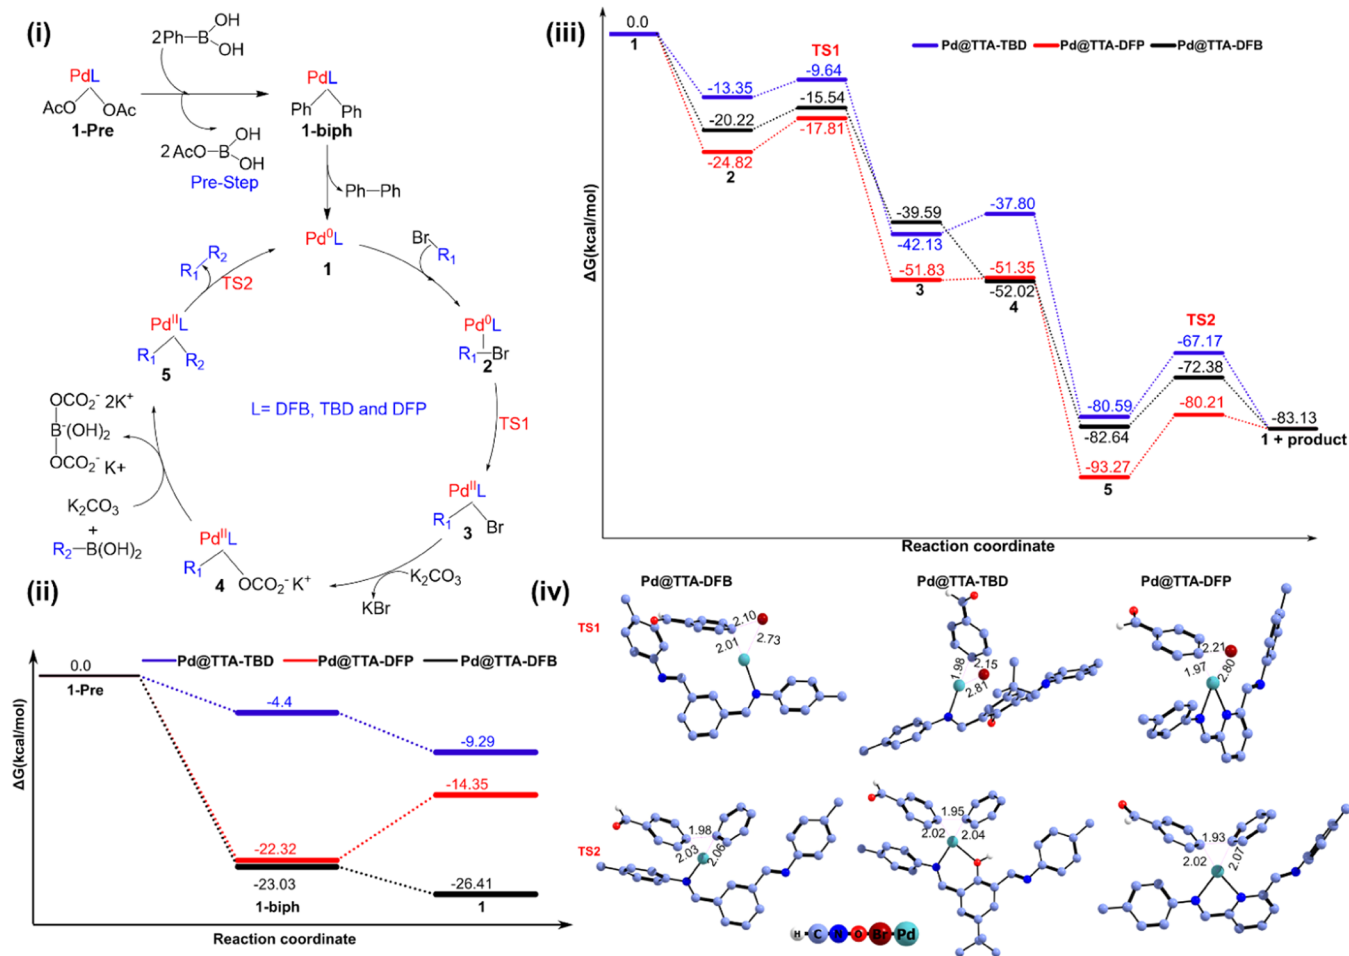 (i)
2Ph-B
OH
OH
PdL
AcO
OAc
1-Pre
PdL
Ph
Ph
1-biph
2AcO-B
OH
OH
Pre-Step
Ph-Ph
Pd⁰L
1
Br
R₁
Pd⁰L
R₁
Br
2
TS1
PdᴵᴵL
R₁
Br
3
K₂CO₃
KBr
PdᴵᴵL
R₁
OCO₂⁻K⁺
4
K₂CO₃
+
R₂-B(OH)₂
OCO₂⁻ 2K⁺
B⁻(OH)₂
OCO₂⁻K+
PdᴵᴵL
R₁
R₂
5
R₁
R₂
TS2
L= DFB, TBD and DFP
(ii)
ΔG(kcal/mol)
0.0
1-Pre
Pd@TTA-TBD
Pd@TTA-DFP
Pd@TTA-DFB
-4.4
-9.29
-14.35
-22.32
-23.03
1-biph
-26.41
1
Reaction coordinate
(iii)
ΔG(kcal/mol)
0.0
1
Pd@TTA-TBD
Pd@TTA-DFP
Pd@TTA-DFB
TS1
-13.35
-9.64
-20.22
-15.54
-24.82
-17.81
2
-39.59
-42.13
-51.83
3
-37.80
-51.35
-52.02
4
-80.59
-82.64
-93.27
5
TS2
-67.17
-72.38
-80.21
-83.13
1 + product
Reaction coordinate
(iv)
Pd@TTA-DFB
Pd@TTA-TBD
Pd@TTA-DFP
TS1
2.10
2.01
2.73
1.98
2.15
2.81
2.21
1.97
2.80
TS2
1.98
2.03
2.06
1.95
2.02
2.04
1.93
2.02
2.07
H C N O Br Pd